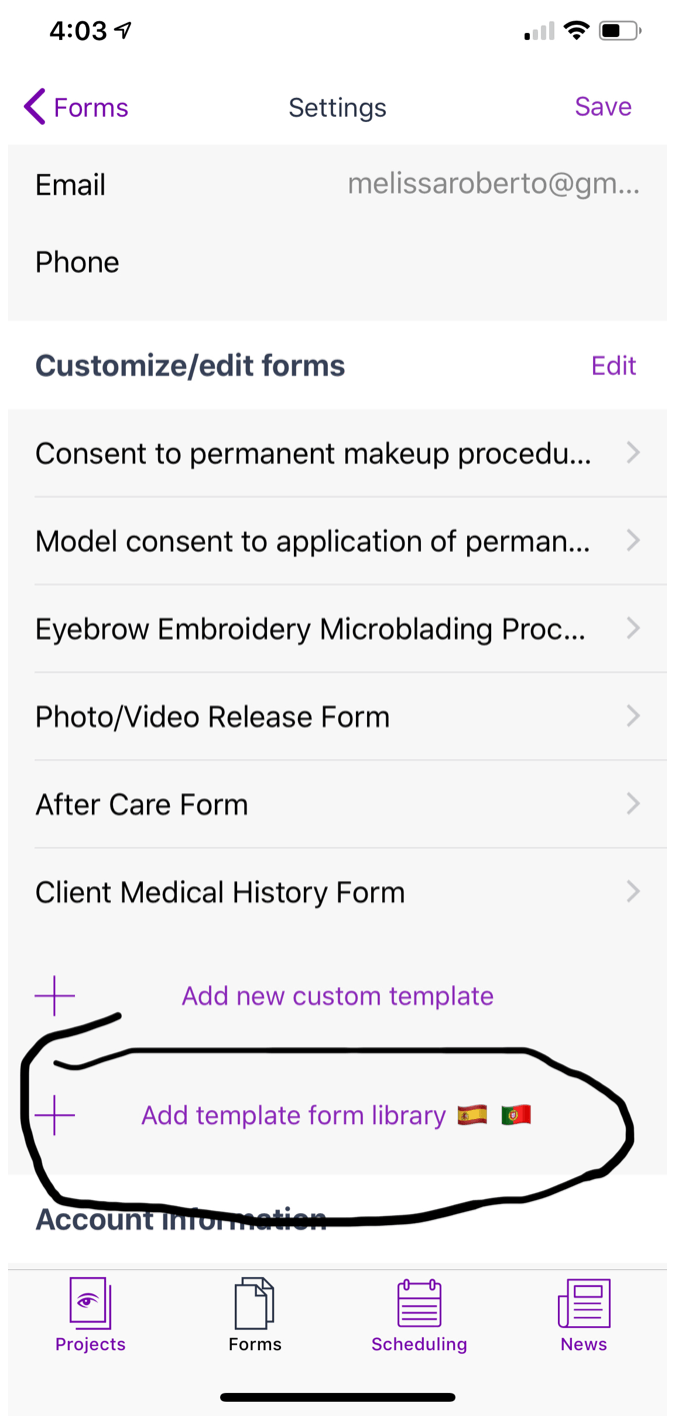 4:03
Forms Settings Save
Email melissaroberto@gm...
Phone
Customize/edit forms Edit
Consent to permanent makeup procedu...
Model consent to application of perman...
Eyebrow Embroidery Microblading Proc...
Photo/Video Release Form
After Care Form
Client Medical History Form
Add new custom template
Add template form library 🇪🇸 🇵🇹
Account information
Projects Forms Scheduling News